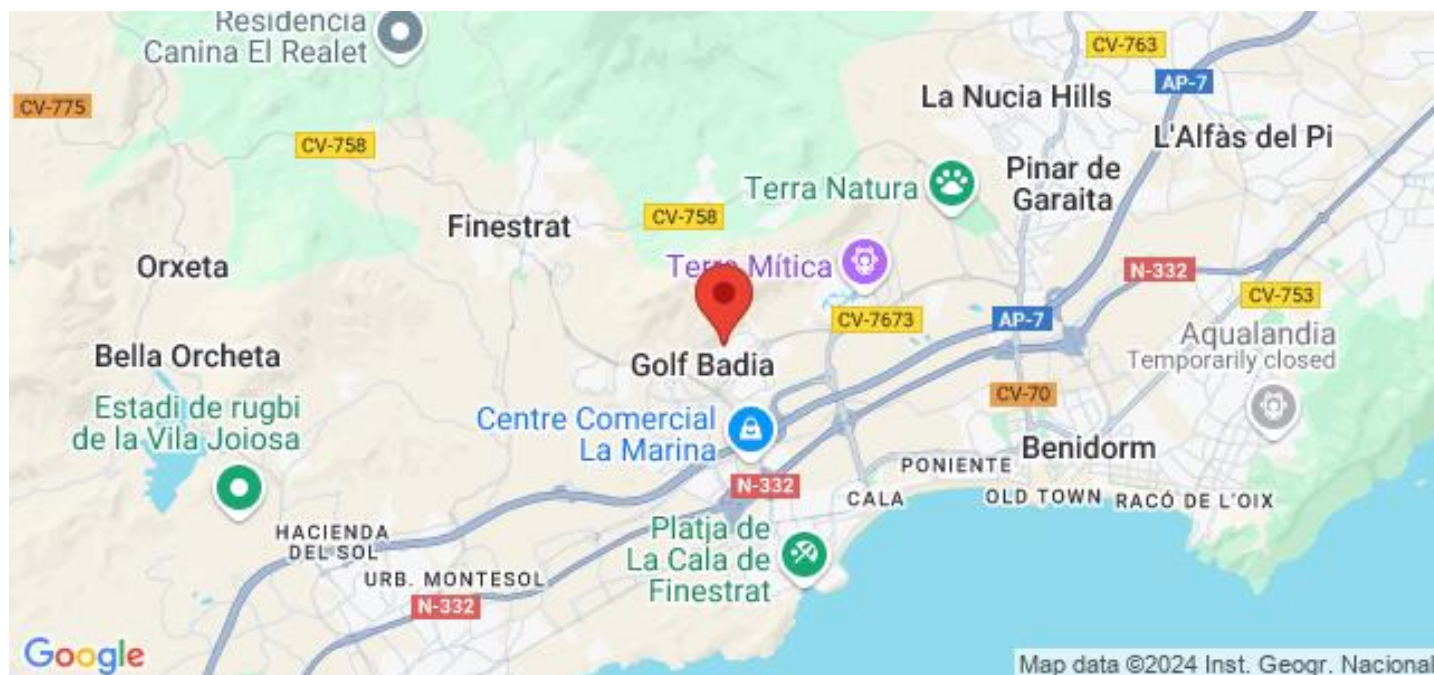 Residencia
Canina El Realet
CV-763
AP-7
La Nucia Hills
CV-775
CV-758
L'Alfàs del Pi
Terra Natura
Pinar de
Garaita
Finestrat
CV-758
Orxeta
Terra Mítica
N-332
CV-753
CV-7673
AP-7
Aqualandia
Temporarily closed
Bella Orcheta
Golf Badia
CV-70
Estadi de rugbi
de la Vila Joiosa
Centre Comercial
La Marina
Benidorm
PONIENTE
N-332
CALA
OLD TOWN
RACÓ DE L'OIX
HACIENDA
DEL SOL
Platja de
La Cala de
Finestrat
URB. MONTESOL
N-332
Google
Map data ©2024 Inst. Geogr. Nacional